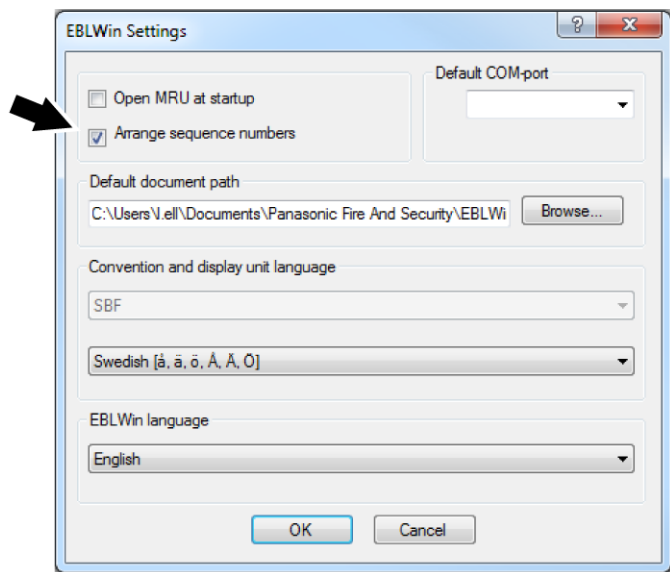 EBLWin Settings
?
Default COM-port
Open MRU at startup
Arrange sequence numbers
Default document path
C:\Users\l.ell\Documents\Panasonic Fire And Security\EBLWi
Browse...
Convention and display unit language
SBF
Swedish [å, ä, ö, Å, Ä, Ö]
EBLWin language
English
OK
Cancel